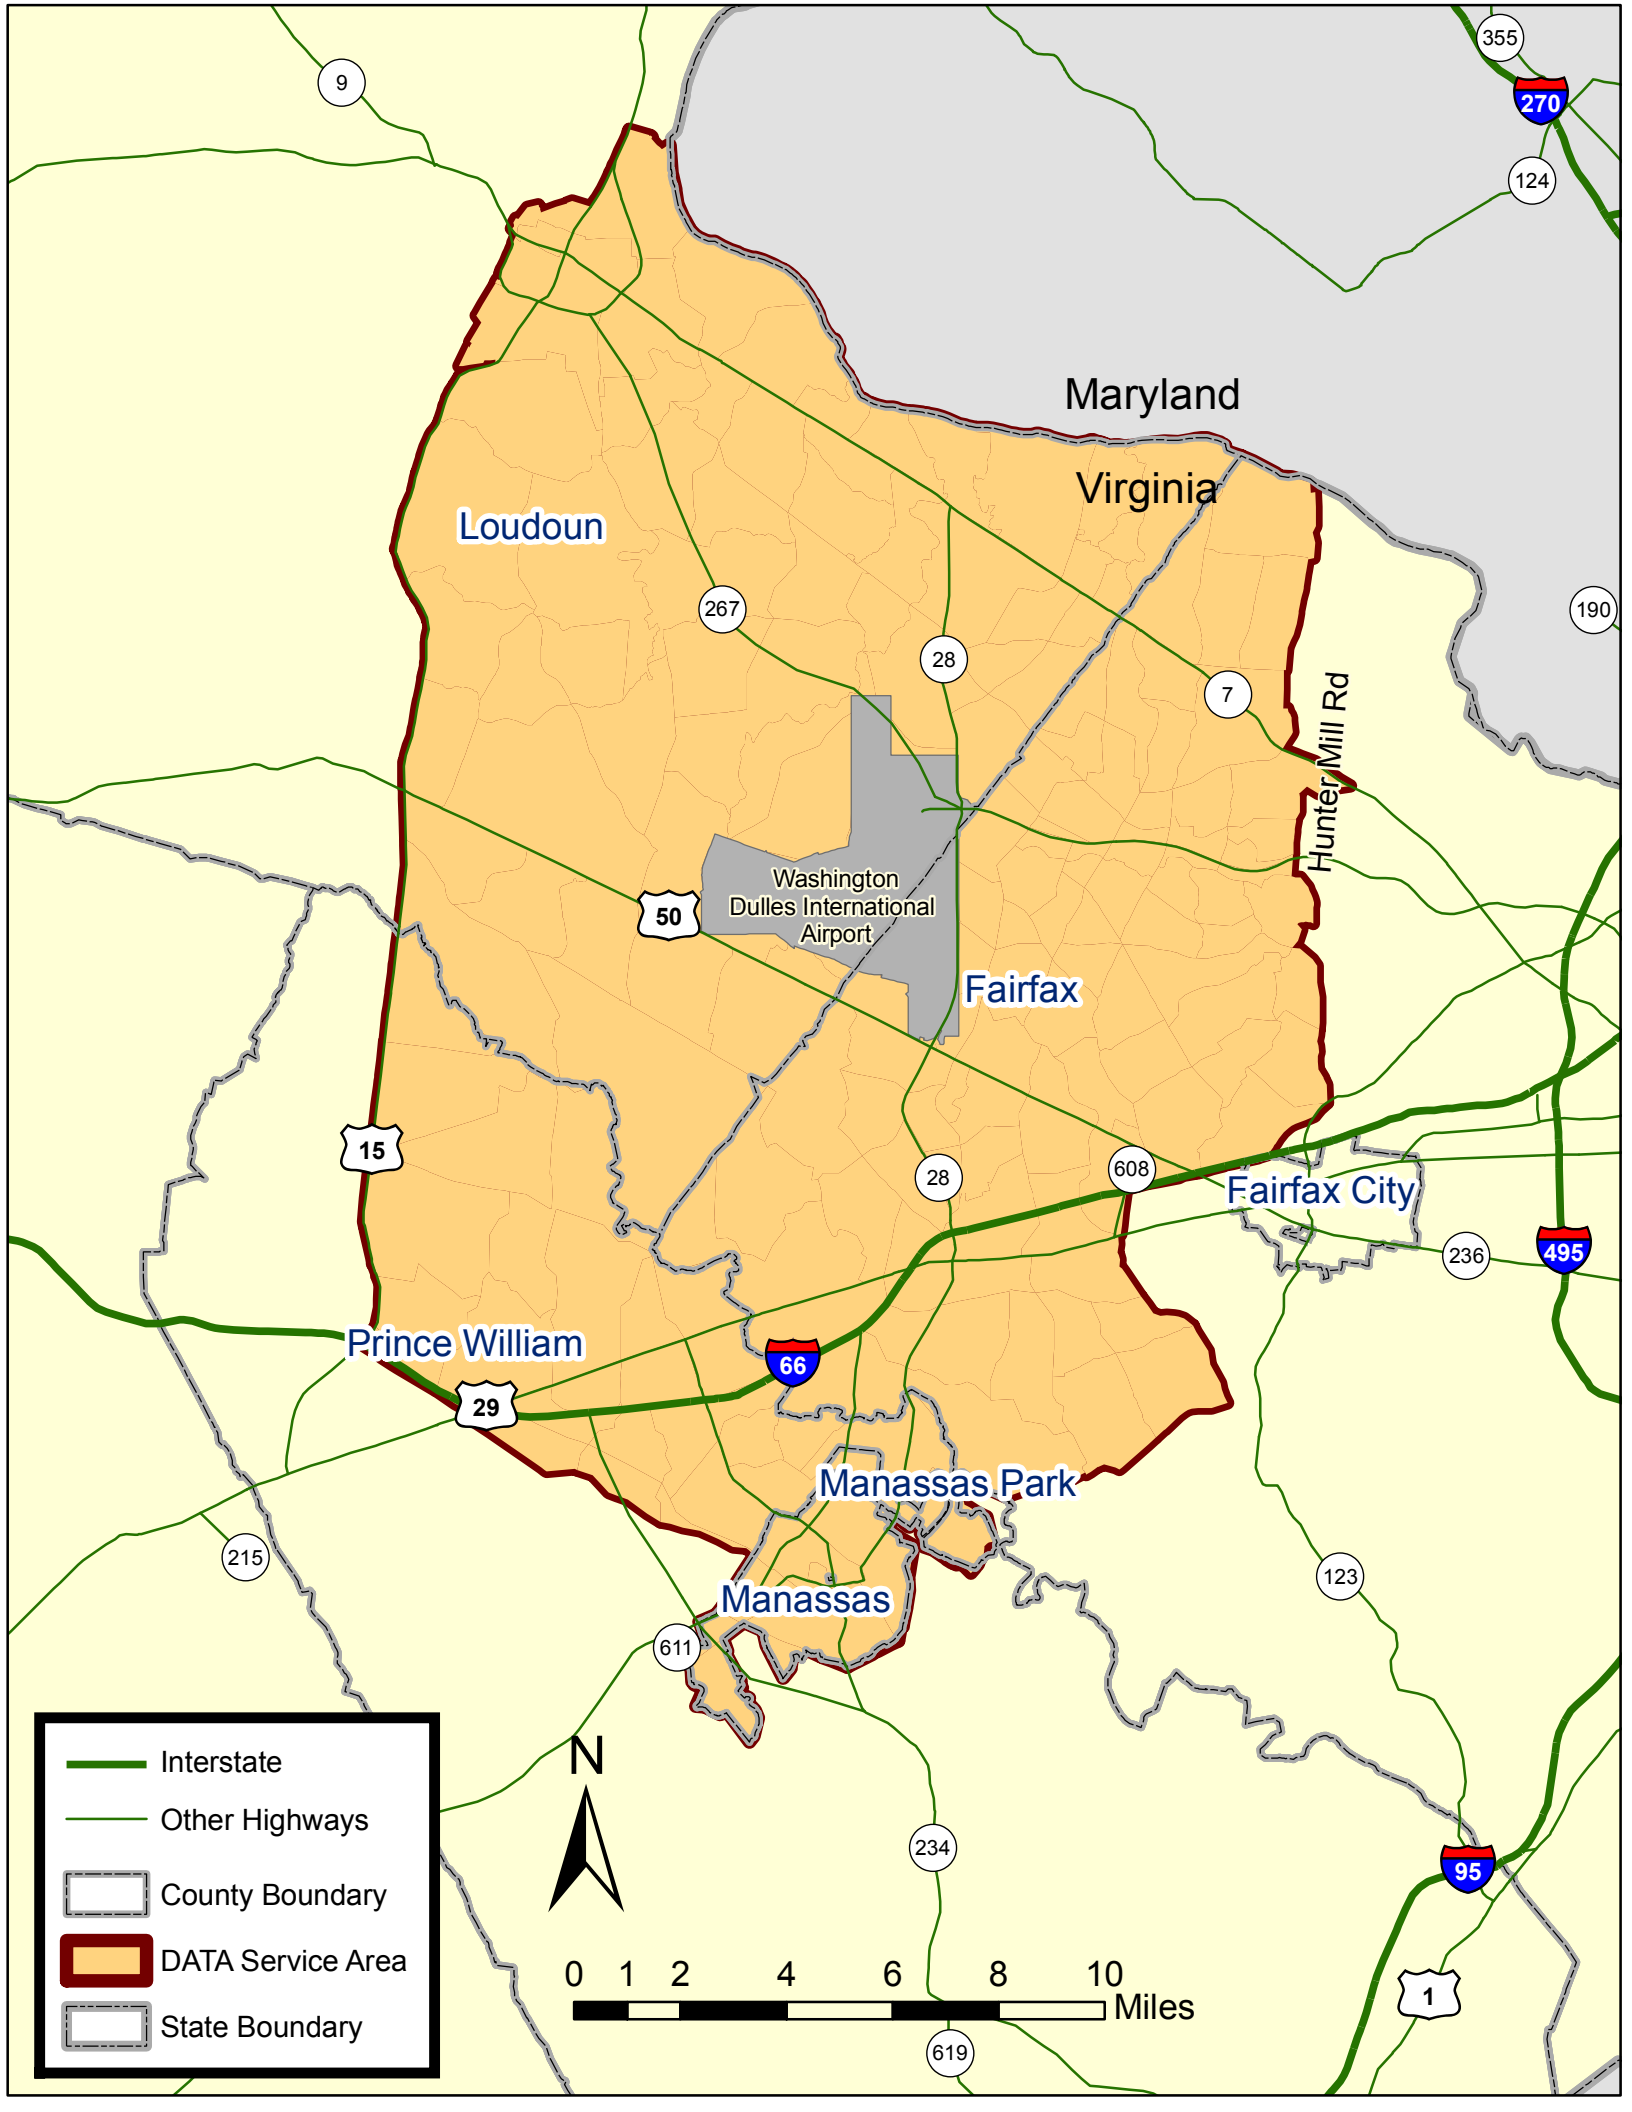 355
9
270
124
Maryland
Virginia
Loudoun
267
190
28
7
Hunter Mill Rd
Washington
Dulles International
Airport
50
Fairfax
15
608
28
Fairfax City
236
495
Prince William
66
29
Manassas Park
215
123
Manassas
611
N
Interstate
Other Highways
234
95
County Boundary
DATA Service Area
0 1 2 4 6 8 10
Miles
1
State Boundary
619